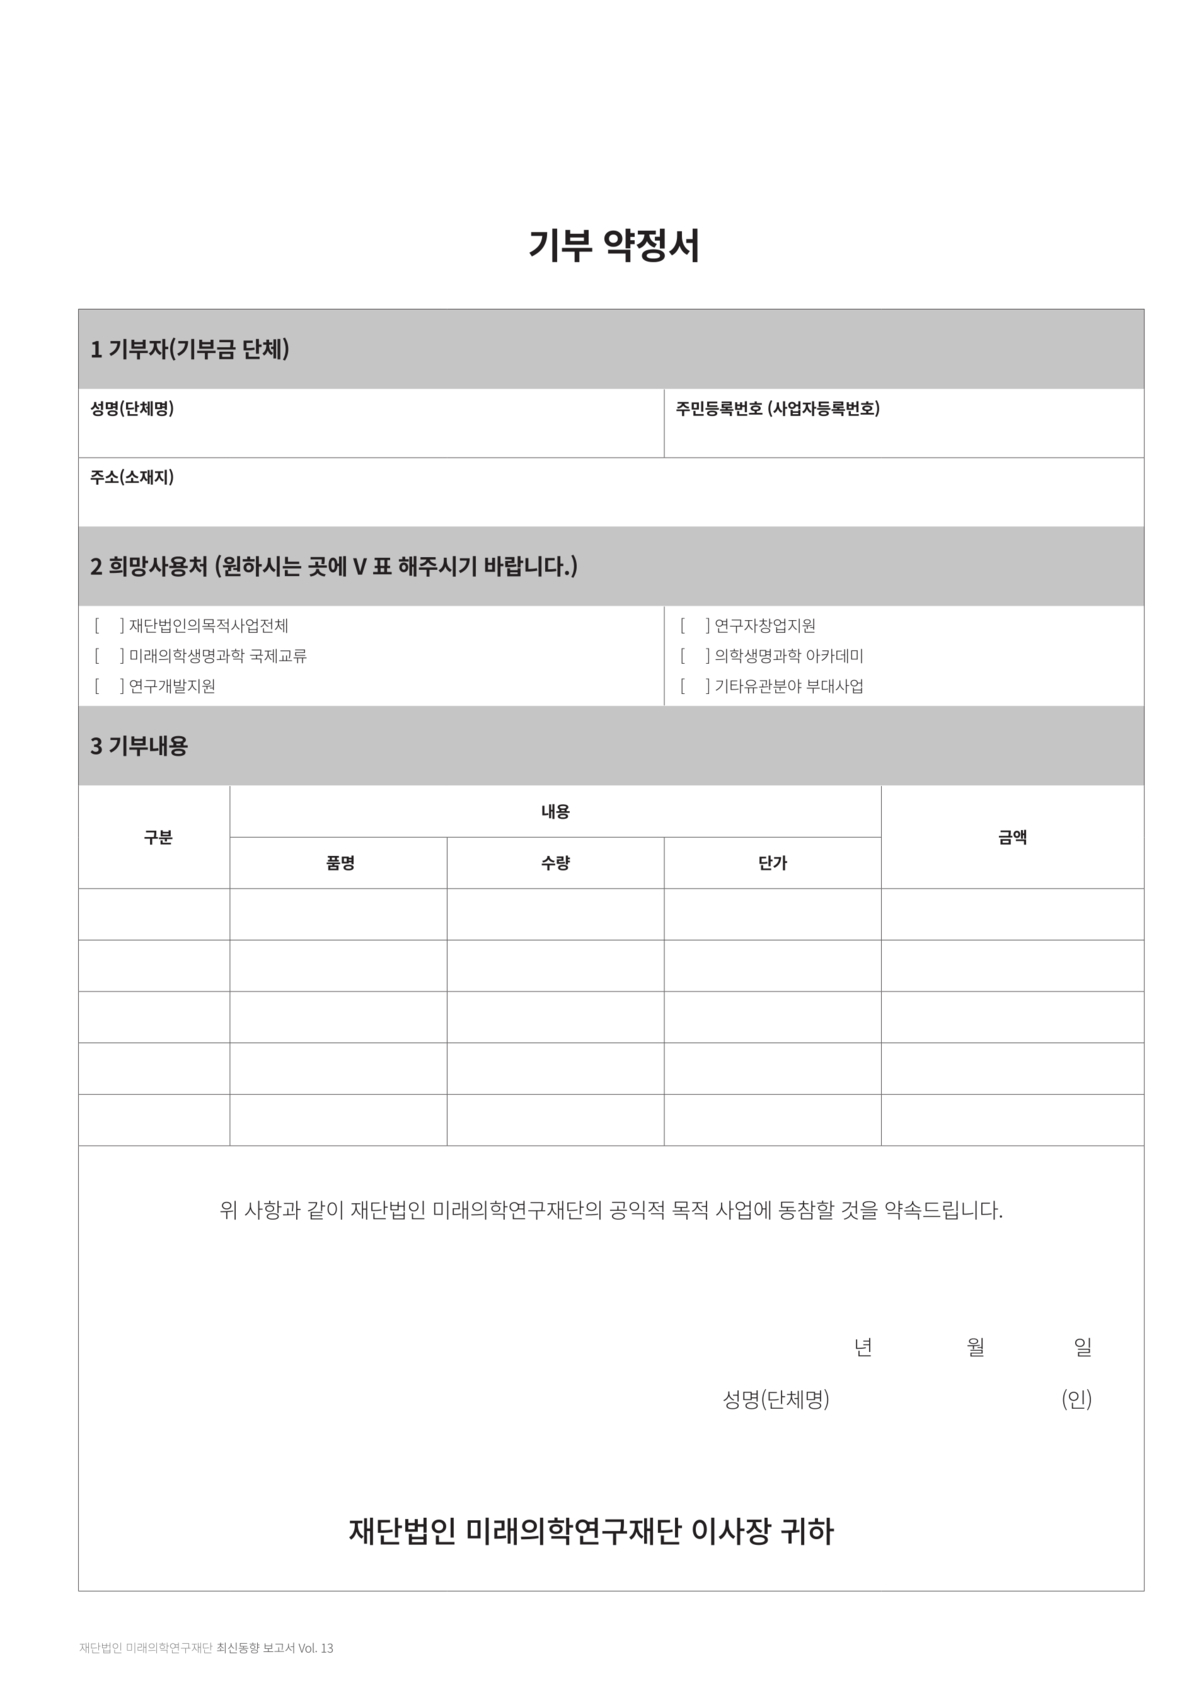 기부 약정서
1 기부자(기부금 단체)
성명(단체명)
주민등록번호 (사업자등록번호)
주소(소재지)
2 희망사용처 (원하시는 곳에 V 표 해주시기 바랍니다.)
[ ] 재단법인의목적사업전체
[ ] 미래의학생명과학 국제교류
[ ] 연구개발지원
[ ] 연구자창업지원
[ ] 의학생명과학 아카데미
[ ] 기타유관분야 부대사업
3 기부내용
구분
내용
금액
품명
수량
단가
위 사항과 같이 재단법인 미래의학연구재단의 공익적 목적 사업에 동참할 것을 약속드립니다.
년 월 일
성명(단체명) (인)
재단법인 미래의학연구재단 이사장 귀하
재단법인 미래의학연구재단 최신동향 보고서 Vol. 13